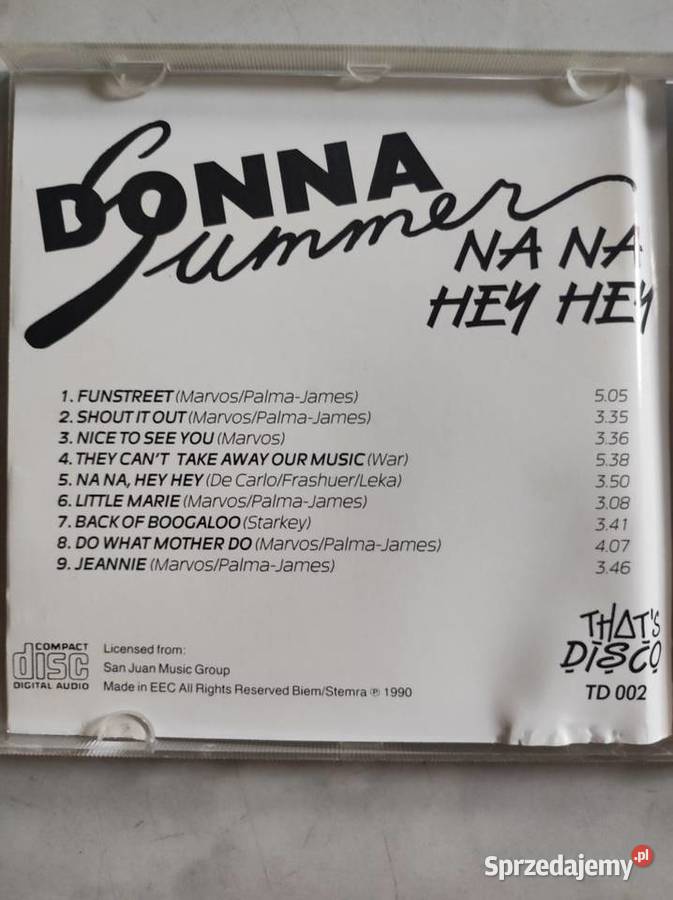 DONNA
Summer
NA NA
HEY HEY
1. FUNSTREET (Marvos/Palma-James) 5.05
2. SHOUT IT OUT (Marvos/Palma-James) 3.35
3. NICE TO SEE YOU (Marvos) 3.36
4. THEY CAN'T TAKE AWAY OUR MUSIC (War) 5.38
5. NA NA, HEY HEY (De Carlo/Frashuer/Leka) 3.50
6. LITTLE MARIE (Marvos/Palma-James) 3.08
7. BACK OF BOOGALOO (Starkey) 3.41
8. DO WHAT MOTHER DO (Marvos/Palma-James) 4.07
9. JEANNIE (Marvos/Palma-James) 3.46
COMPACT
disc
DIGITAL AUDIO
Licensed from:
San Juan Music Group
Made in EEC All Rights Reserved Biem/Stemra ℗ 1990
THAT'S
DISCO
TD 002
Sprzedajemy.pl